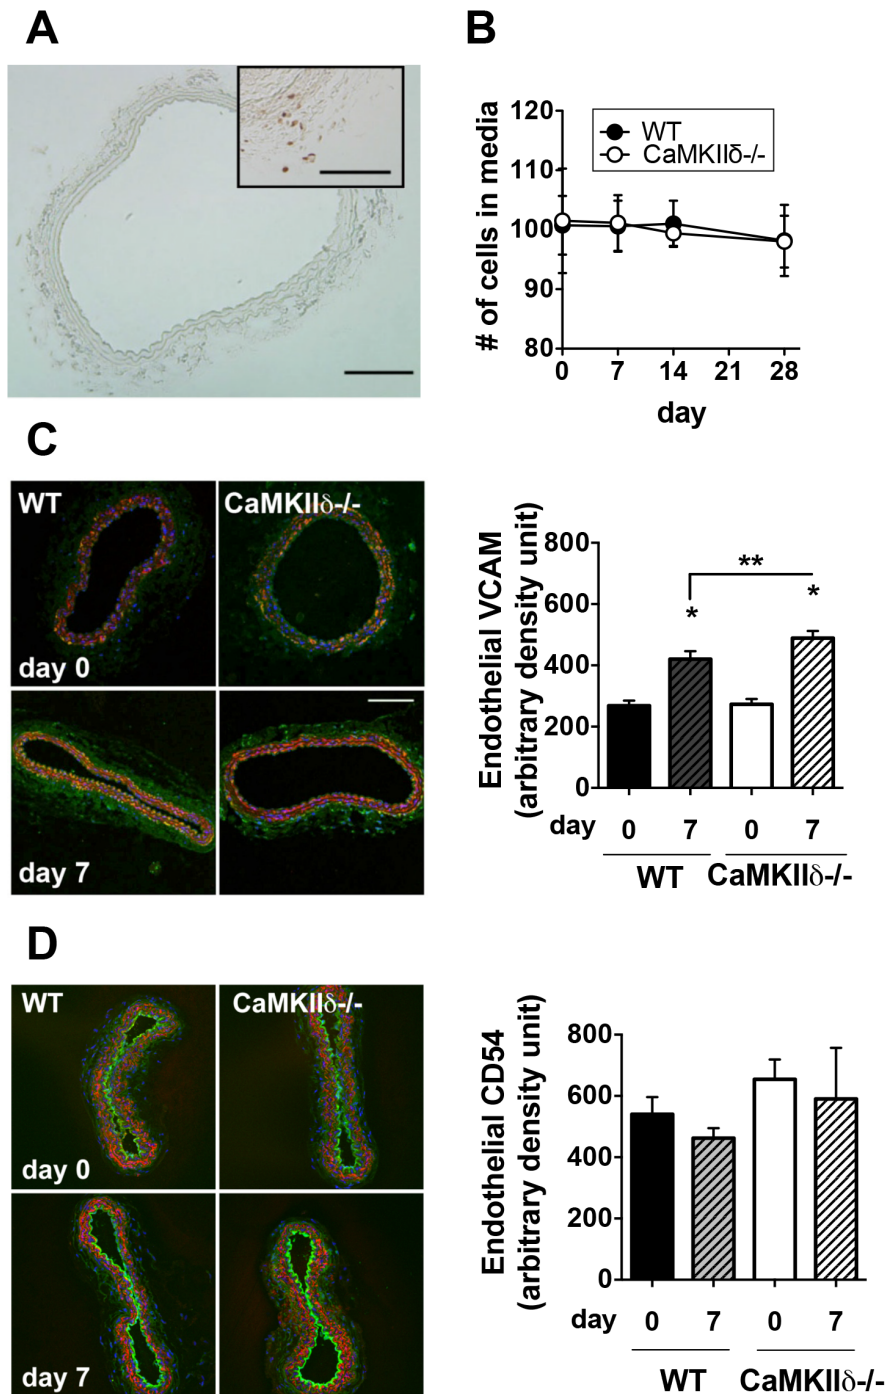 A
B
# of cells in media
120
110
100
90
80
WT
CaMKIIδ-/-
0 7 14 21 28
day
C
WT
CaMKIIδ-/-
day 0
day 7
Endothelial VCAM
(arbitrary density unit)
800
600
400
200
0
**
*
*
day 0 7 0 7
WT CaMKIIδ-/-
D
WT
CaMKIIδ-/-
day 0
day 7
Endothelial CD54
(arbitrary density unit)
800
600
400
200
0
day 0 7 0 7
WT CaMKIIδ-/-